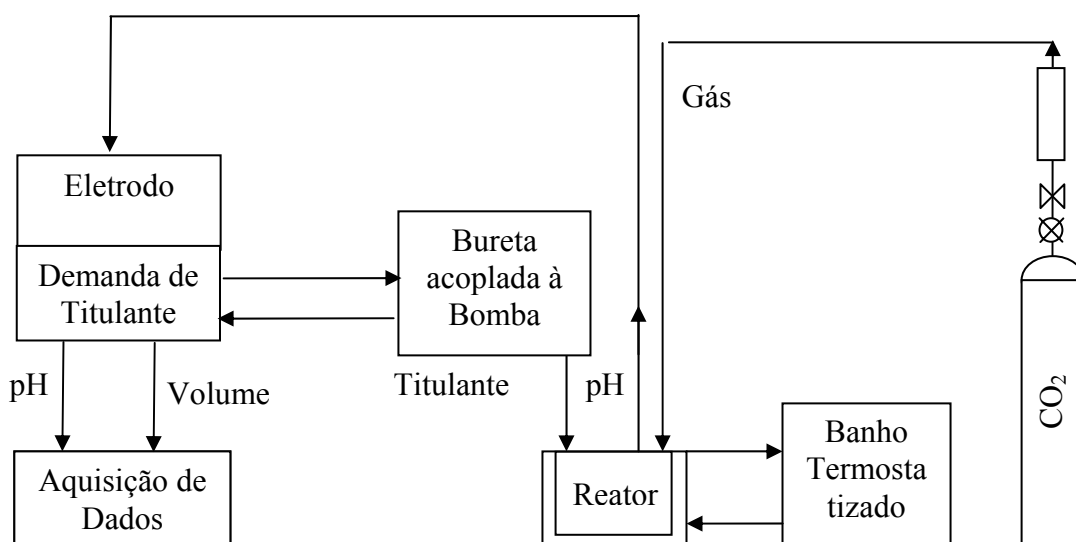 Gás
Eletrodo
Demanda de
Titulante
Bureta
acoplada à
Bomba
pH
Volume
Titulante
pH
Aquisição de
Dados
Reator
Banho
Termosta
tizado
CO₂